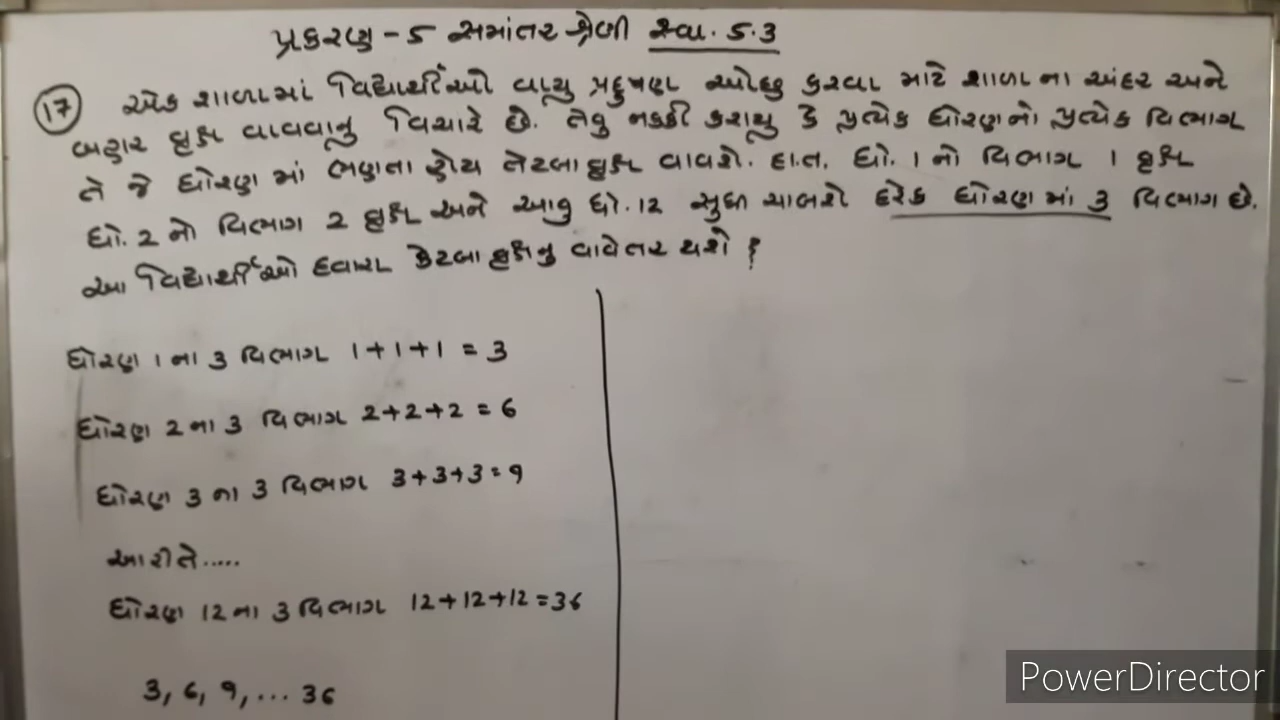 પ્રકરણ - 5 સમાંતર શ્રેણી સ્વા. 5.3
(17) એક શાળામાં વિદ્યાર્થીઓ વાયુ પ્રદુષણ ઓછુ કરવા માટે શાળા ના અંદર અને
બહાર વૃક્ષ વાવવાનુ વિચારે છે. તેવુ નક્કી કરાયુ કે પ્રત્યેક ધોરણનો પ્રત્યેક વિભાગ
તે જે ધોરણ માં ભણતા હોય તેટલા વૃક્ષ વાવશે. દા.ત. ધો. 1 નો વિભાગ 1 વૃક્ષ
ધો. 2 નો વિભાગ 2 વૃક્ષ અને આવુ ધો. 12 સુધી ચાલશે દરેક ધોરણ માં 3 વિભાગ છે.
આ વિદ્યાર્થીઓ દ્વારા કેટલા વૃક્ષનુ વાવેતર થશે ?
ધોરણ 1 ના 3 વિભાગ 1+1+1 = 3
ધોરણ 2 ના 3 વિભાગ 2+2+2 = 6
ધોરણ 3 ના 3 વિભાગ 3+3+3 = 9
આ રીતે.....
ધોરણ 12 ના 3 વિભાગ 12+12+12 = 36
3, 6, 9, ... 36
PowerDirector